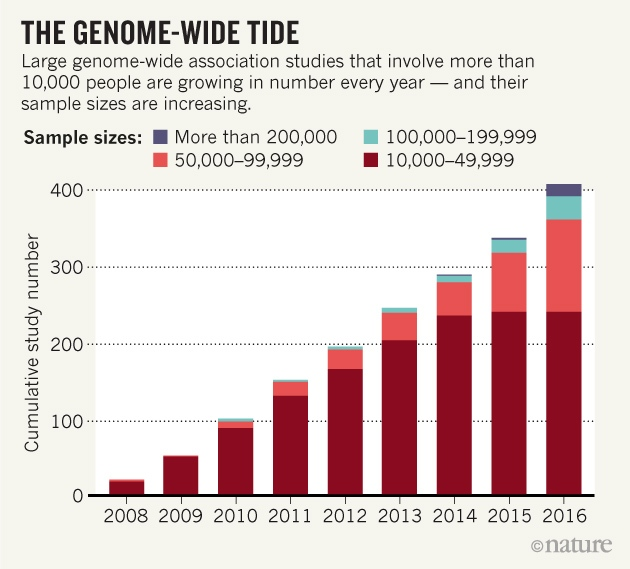 THE GENOME-WIDE TIDE
Large genome-wide association studies that involve more than
10,000 people are growing in number every year — and their
sample sizes are increasing.
Sample sizes: More than 200,000 100,000–199,999
50,000–99,999 10,000–49,999
Cumulative study number
400
300
200
100
0
2008 2009 2010 2011 2012 2013 2014 2015 2016
©nature